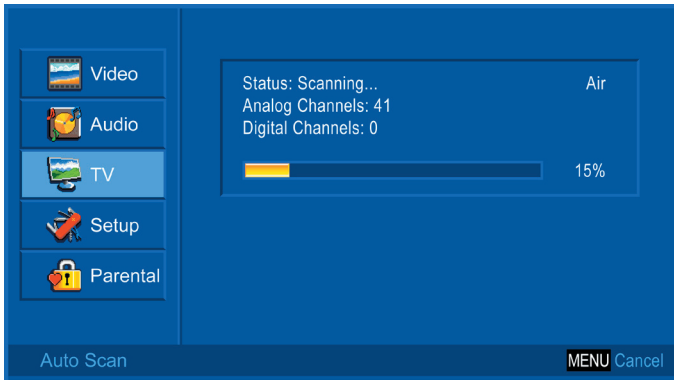 Video
Audio
TV
Setup
Parental
Status: Scanning... Air
Analog Channels: 41
Digital Channels: 0
15%
Auto Scan
MENU Cancel